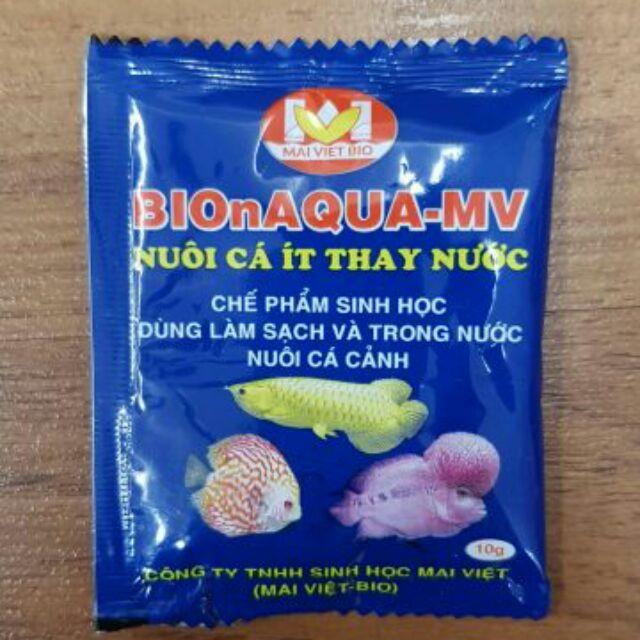 MAI VIET BIO
BIOnAQUA-MV
NUÔI CÁ ÍT THAY NƯỚC
CHẾ PHẨM SINH HỌC
DÙNG LÀM SẠCH VÀ TRONG NƯỚC
NUÔI CÁ CẢNH
10g
CÔNG TY TNHH SINH HỌC MAI VIỆT
(MAI VIỆT-BIO)